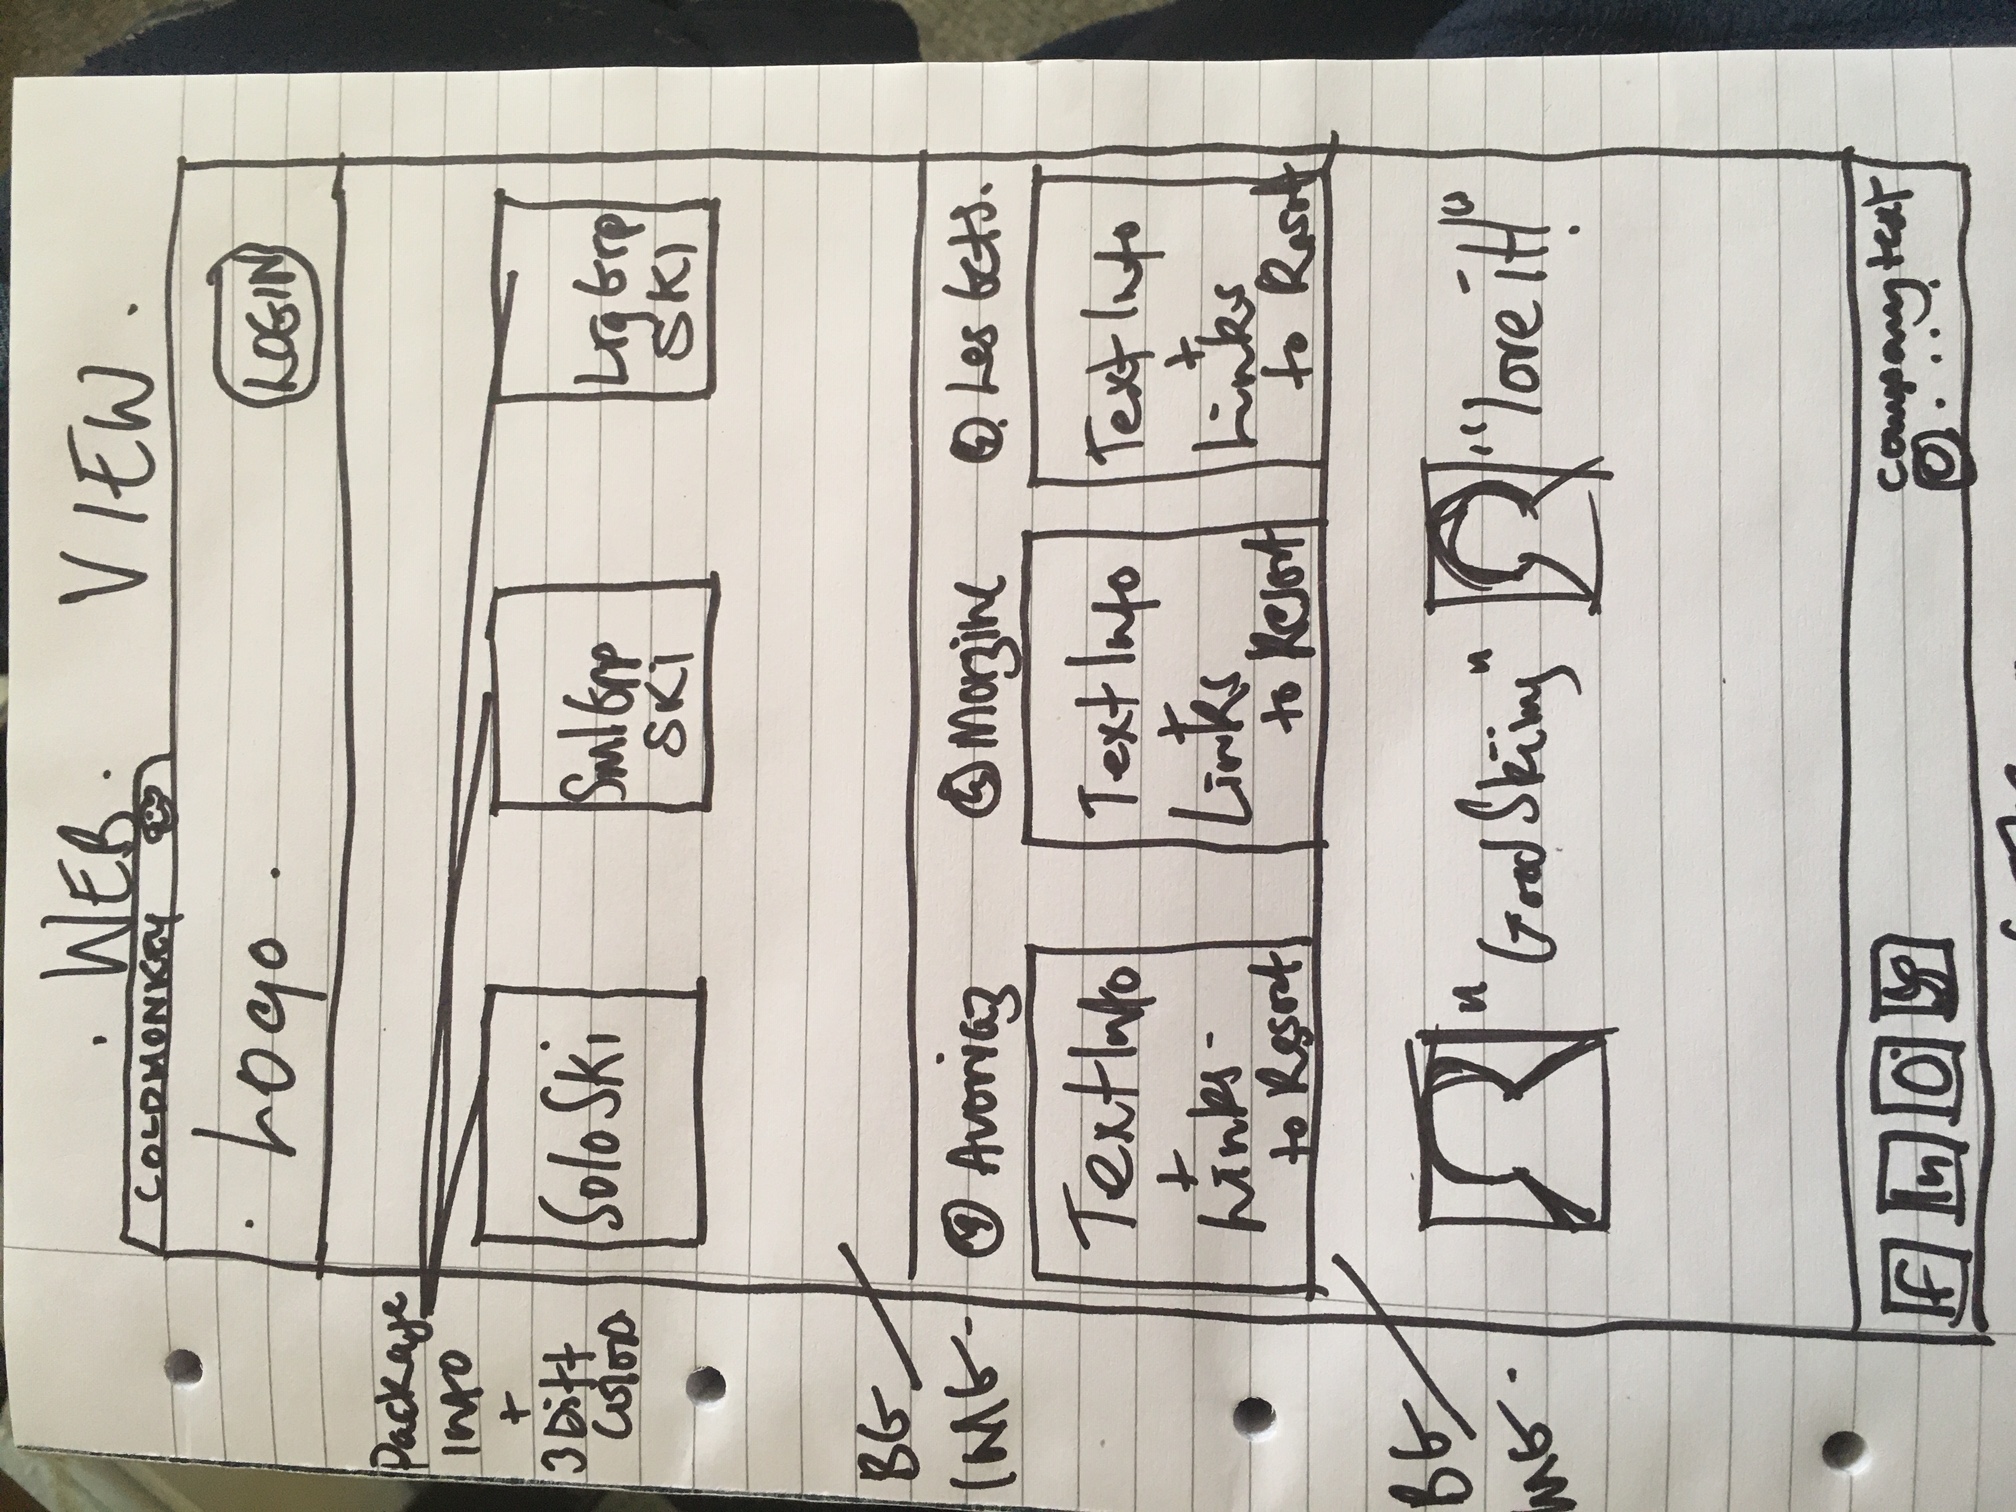 . WEB . VIEW .
COLDMONKEY
. Logo .
LOGIN
Package
INFO
+
3 Diff
Colors
Solo Ski
Sml Grp
SKI
Lrg Grp
SKI
BG
IMG -
Avoriaz
Morzine
Les Gets.
Text Info
+
Links -
to Resort
Text Info
+
Links
to Resort
Text Info
+
Links
to Resort
BG
IMG -
"Good Skiing"
"love it!"
f
In
company text